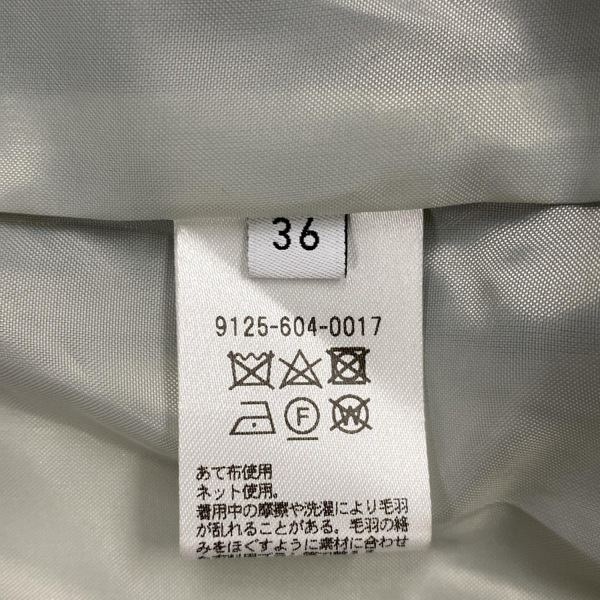 36
9125-604-0017
F
W
あて布使用
ネット使用。
着用中の摩擦や洗濯により毛羽
が乱れることがある。毛羽の絡
みをほぐすように素材に合わせ